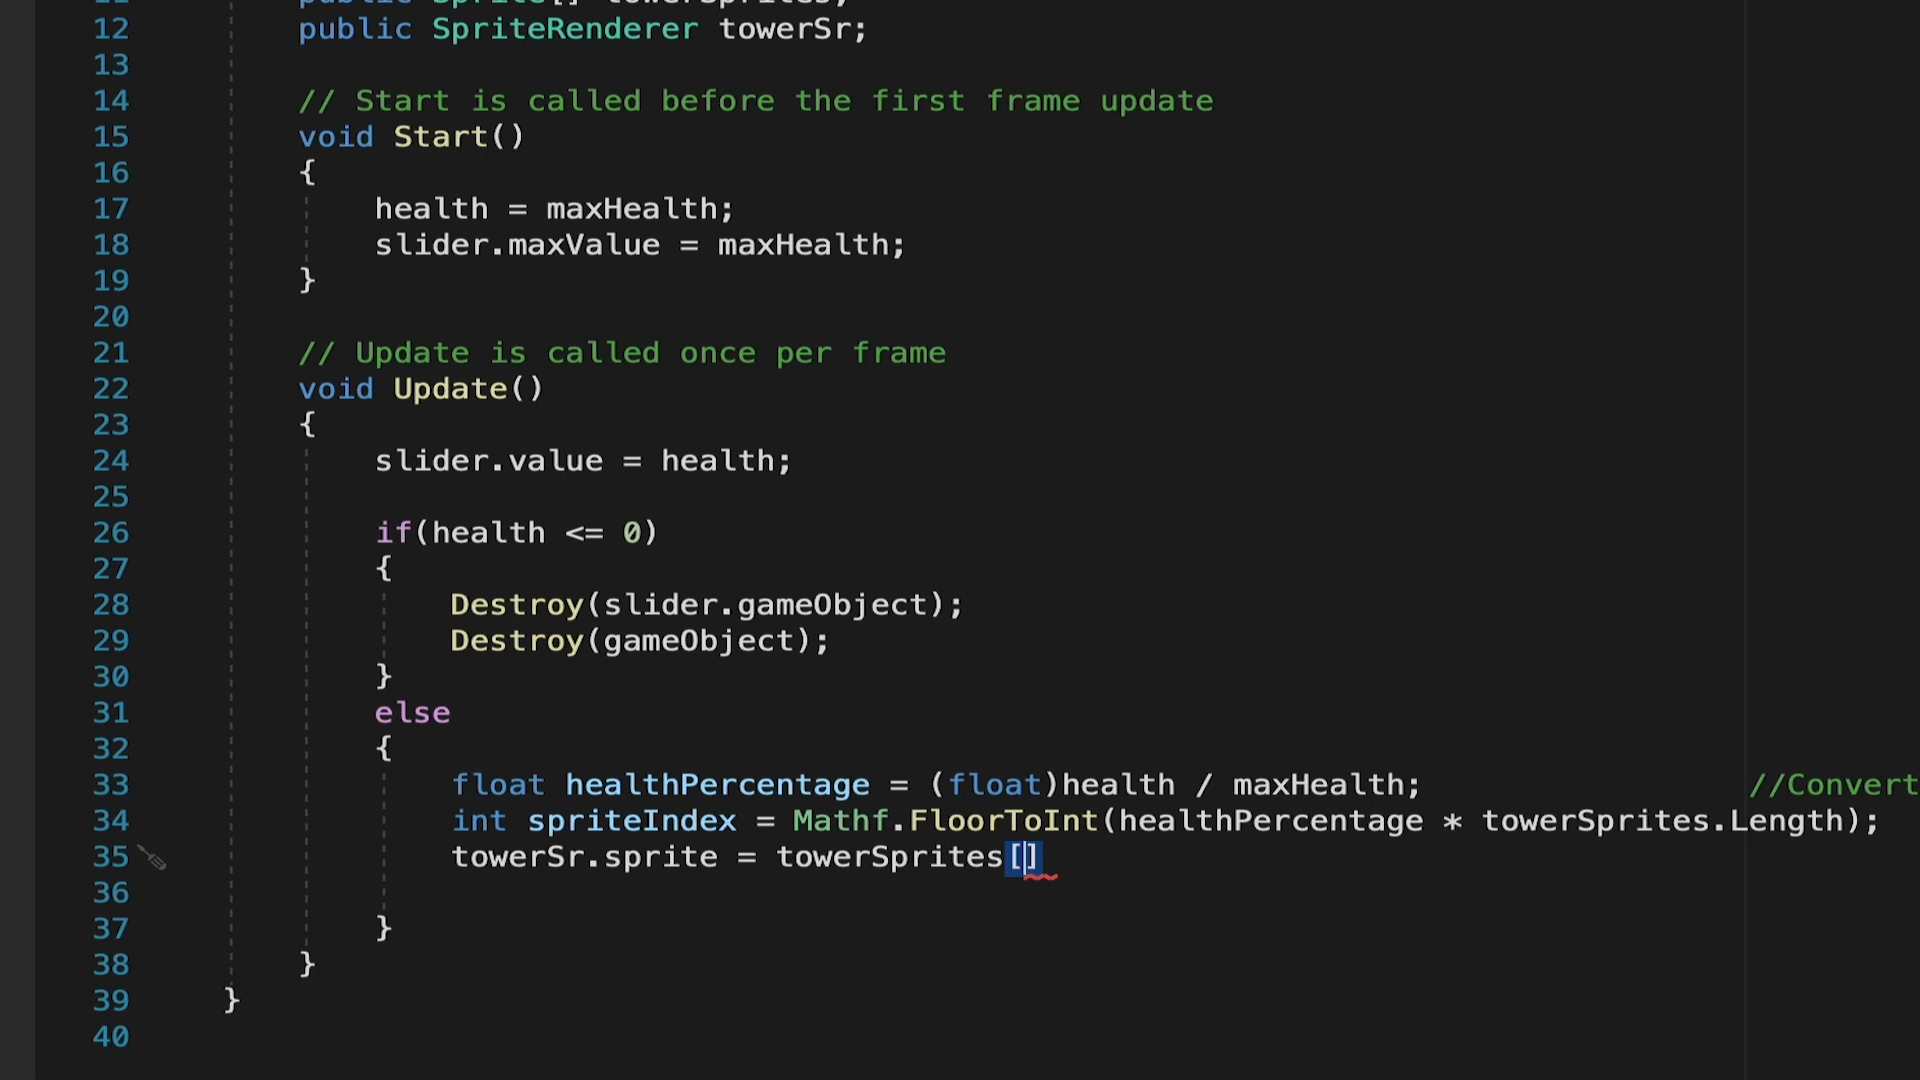 public Sprite[] towerSprites;
12 public SpriteRenderer towerSr;
13
14 // Start is called before the first frame update
15 void Start()
16 {
17 health = maxHealth;
18 slider.maxValue = maxHealth;
19 }
20
21 // Update is called once per frame
22 void Update()
23 {
24 slider.value = health;
25
26 if(health <= 0)
27 {
28 Destroy(slider.gameObject);
29 Destroy(gameObject);
30 }
31 else
32 {
33 float healthPercentage = (float)health / maxHealth; //Convert
34 int spriteIndex = Mathf.FloorToInt(healthPercentage * towerSprites.Length);
35 towerSr.sprite = towerSprites[]
36
37 }
38 }
39 }
40